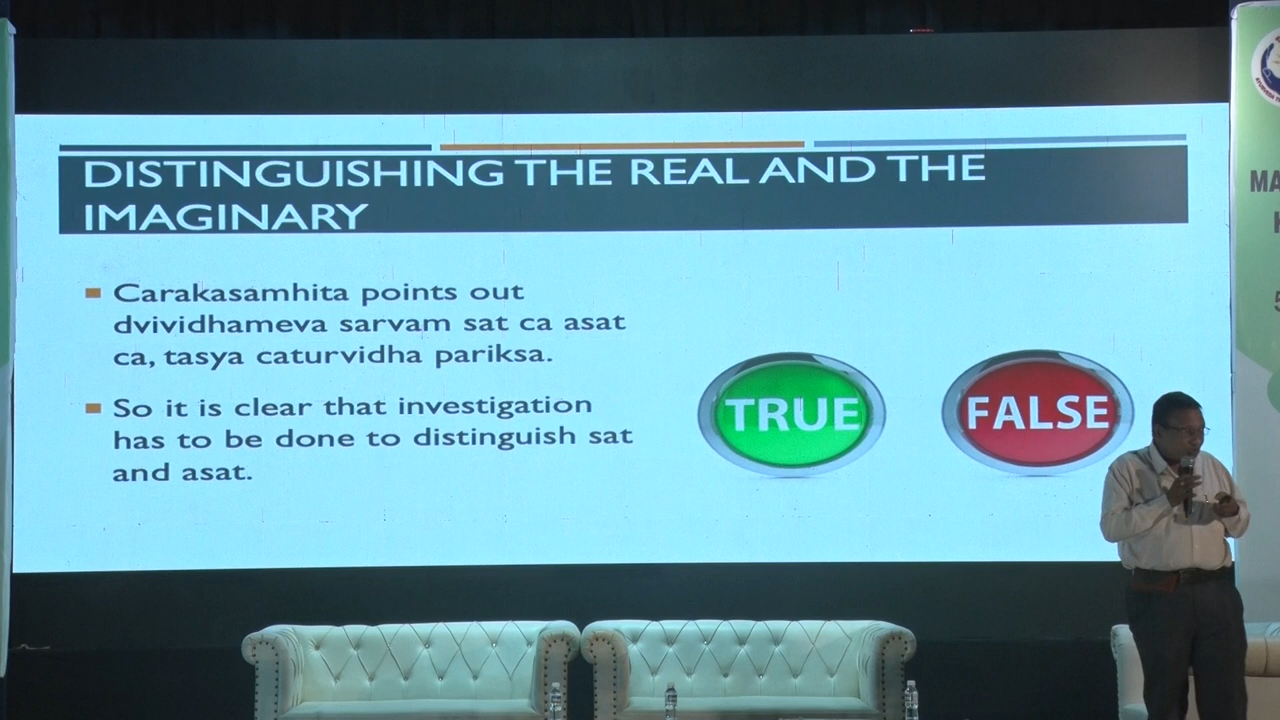 DISTINGUISHING THE REAL AND THE
IMAGINARY
Carakasamhita points out
dvividhameva sarvam sat ca asat
ca, tasya caturvidha pariksa.
So it is clear that investigation
has to be done to distinguish sat
and asat.
TRUE
FALSE
MA